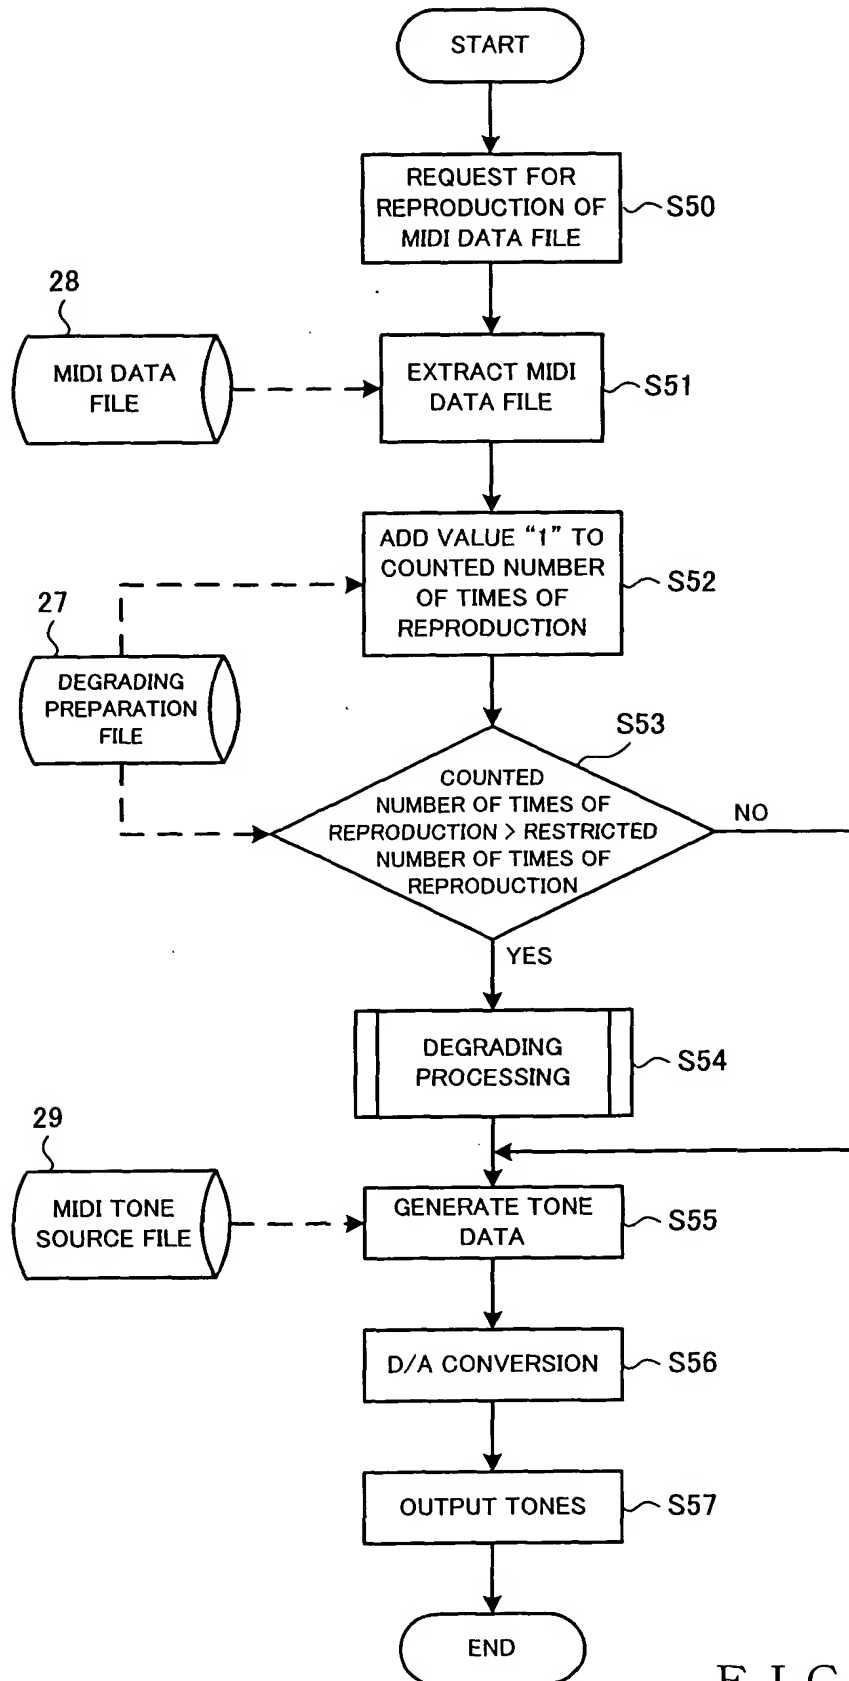 START
REQUEST FOR
REPRODUCTION OF
MIDI DATA FILE
S50
28
MIDI DATA
FILE
EXTRACT MIDI
DATA FILE
S51
ADD VALUE “1” TO
COUNTED NUMBER
OF TIMES OF
REPRODUCTION
S52
27
DEGRADING
PREPARATION
FILE
S53
COUNTED
NUMBER OF TIMES OF
REPRODUCTION > RESTRICTED
NUMBER OF TIMES OF
REPRODUCTION
NO
YES
DEGRADING
PROCESSING
S54
29
MIDI TONE
SOURCE FILE
GENERATE TONE
DATA
S55
D/A CONVERSION
S56
OUTPUT TONES
S57
END